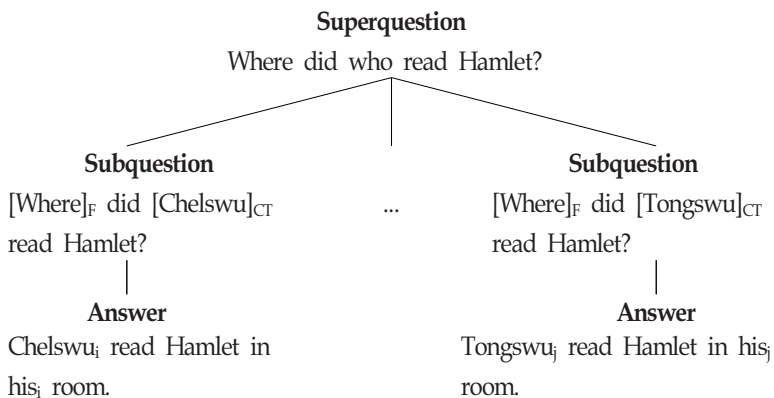 Superquestion
Where did who read Hamlet?
Subquestion
[Where]F did [Chelswu]CT
read Hamlet?
...
Subquestion
[Where]F did [Tongswu]CT
read Hamlet?
Answer
Chelswui read Hamlet in
hisi room.
Answer
Tongswuj read Hamlet in hisj
room.